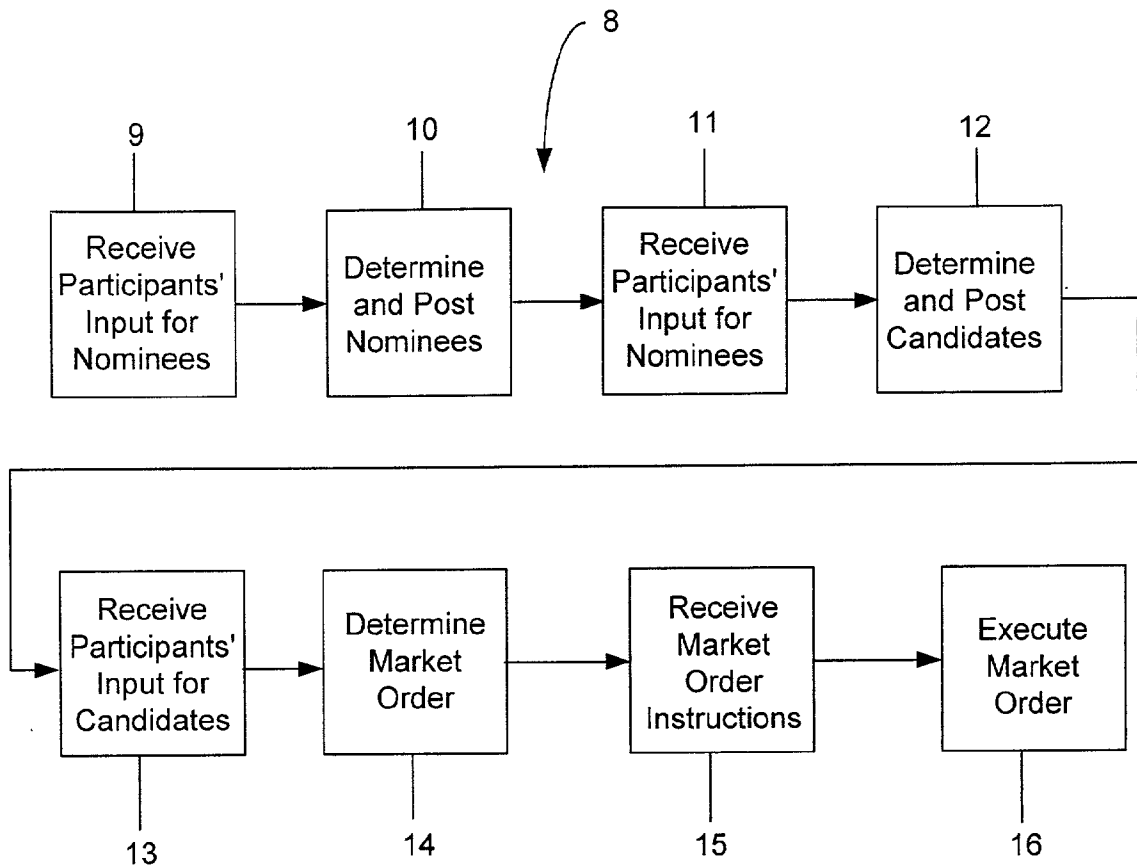 8
9
10
11
12
Receive
Participants'
Input for
Nominees
Determine
and Post
Nominees
Receive
Participants'
Input for
Nominees
Determine
and Post
Candidates
Receive
Participants'
Input for
Candidates
Determine
Market
Order
Receive
Market
Order
Instructions
Execute
Market
Order
13
14
15
16